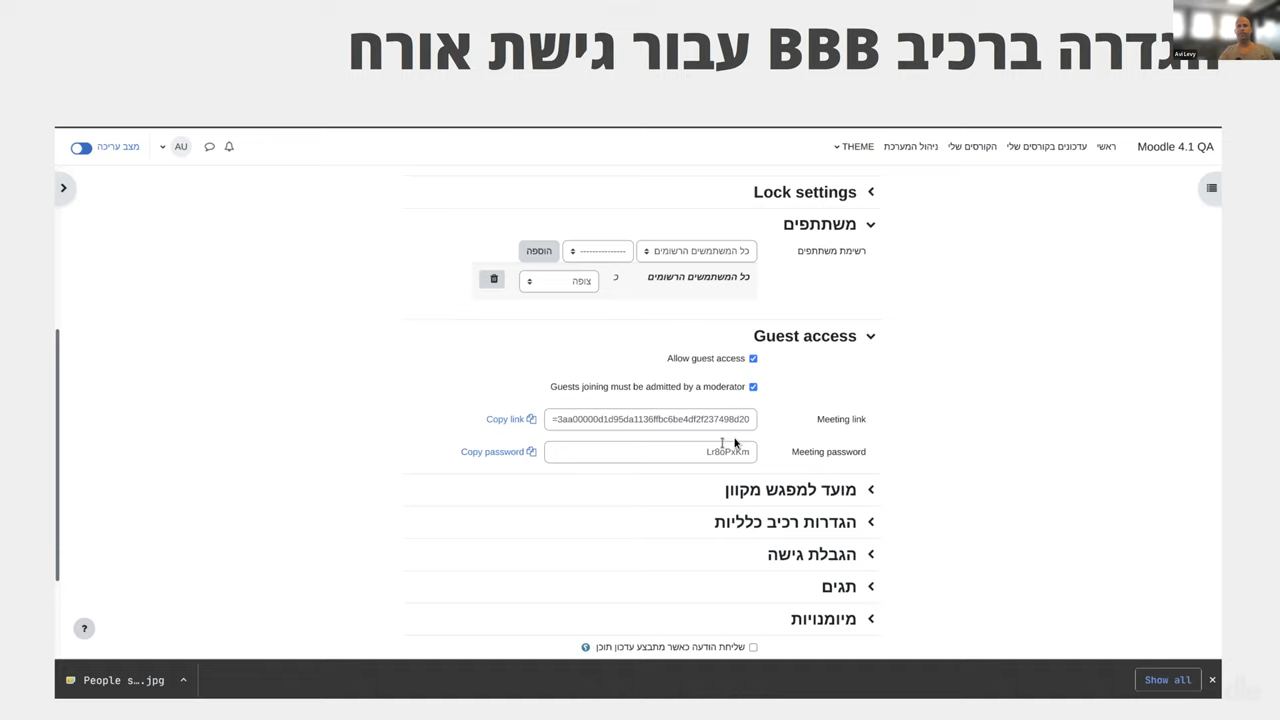 הגדרה ברכיב BBB עבור גישת אורח
Avi Levy
Moodle 4.1 QA ראשי עדכונים בקורסים שלי הקורסים שלי ניהול המערכת THEME AU מצב עריכה
Lock settings
משתתפים
רשימת משתתפים כל המשתמשים הרשומים --------------- הוספה
כל המשתמשים הרשומים כ צופה
Guest access
Allow guest access
Guests joining must be admitted by a moderator
Meeting link =3aa00000d1d95da1136ffbc6be4df2f237498d20 Copy link
Meeting password Lr8oPxKm Copy password
מועד למפגש מקוון
הגדרות רכיב כלליות
הגבלת גישה
תגים
מיומנויות
שליחת הודעה כאשר מתבצע עדכון תוכן
?
People s....jpg Show all